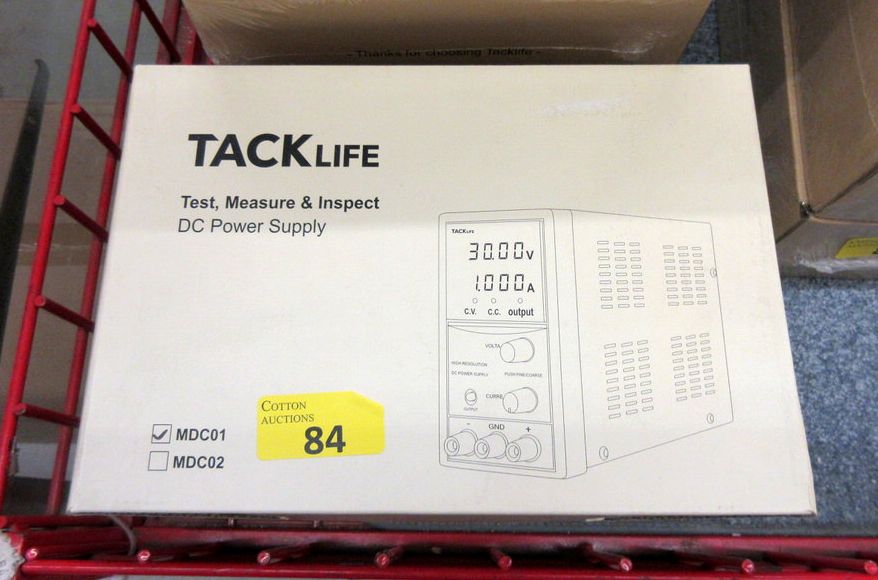 - Thanks for choosing Tacklife -
TACKLIFE
Test, Measure & Inspect
DC Power Supply
TACKLIFE
30.00V
1.000A
C.V. C.C. output
VOLTA
HIGH RESOLUTION
DC POWER SUPPLY
PUSH FINE/COARSE
CURRE
OUTPUT
- GND +
MDC01
MDC02
COTTON
AUCTIONS
84
COTTON